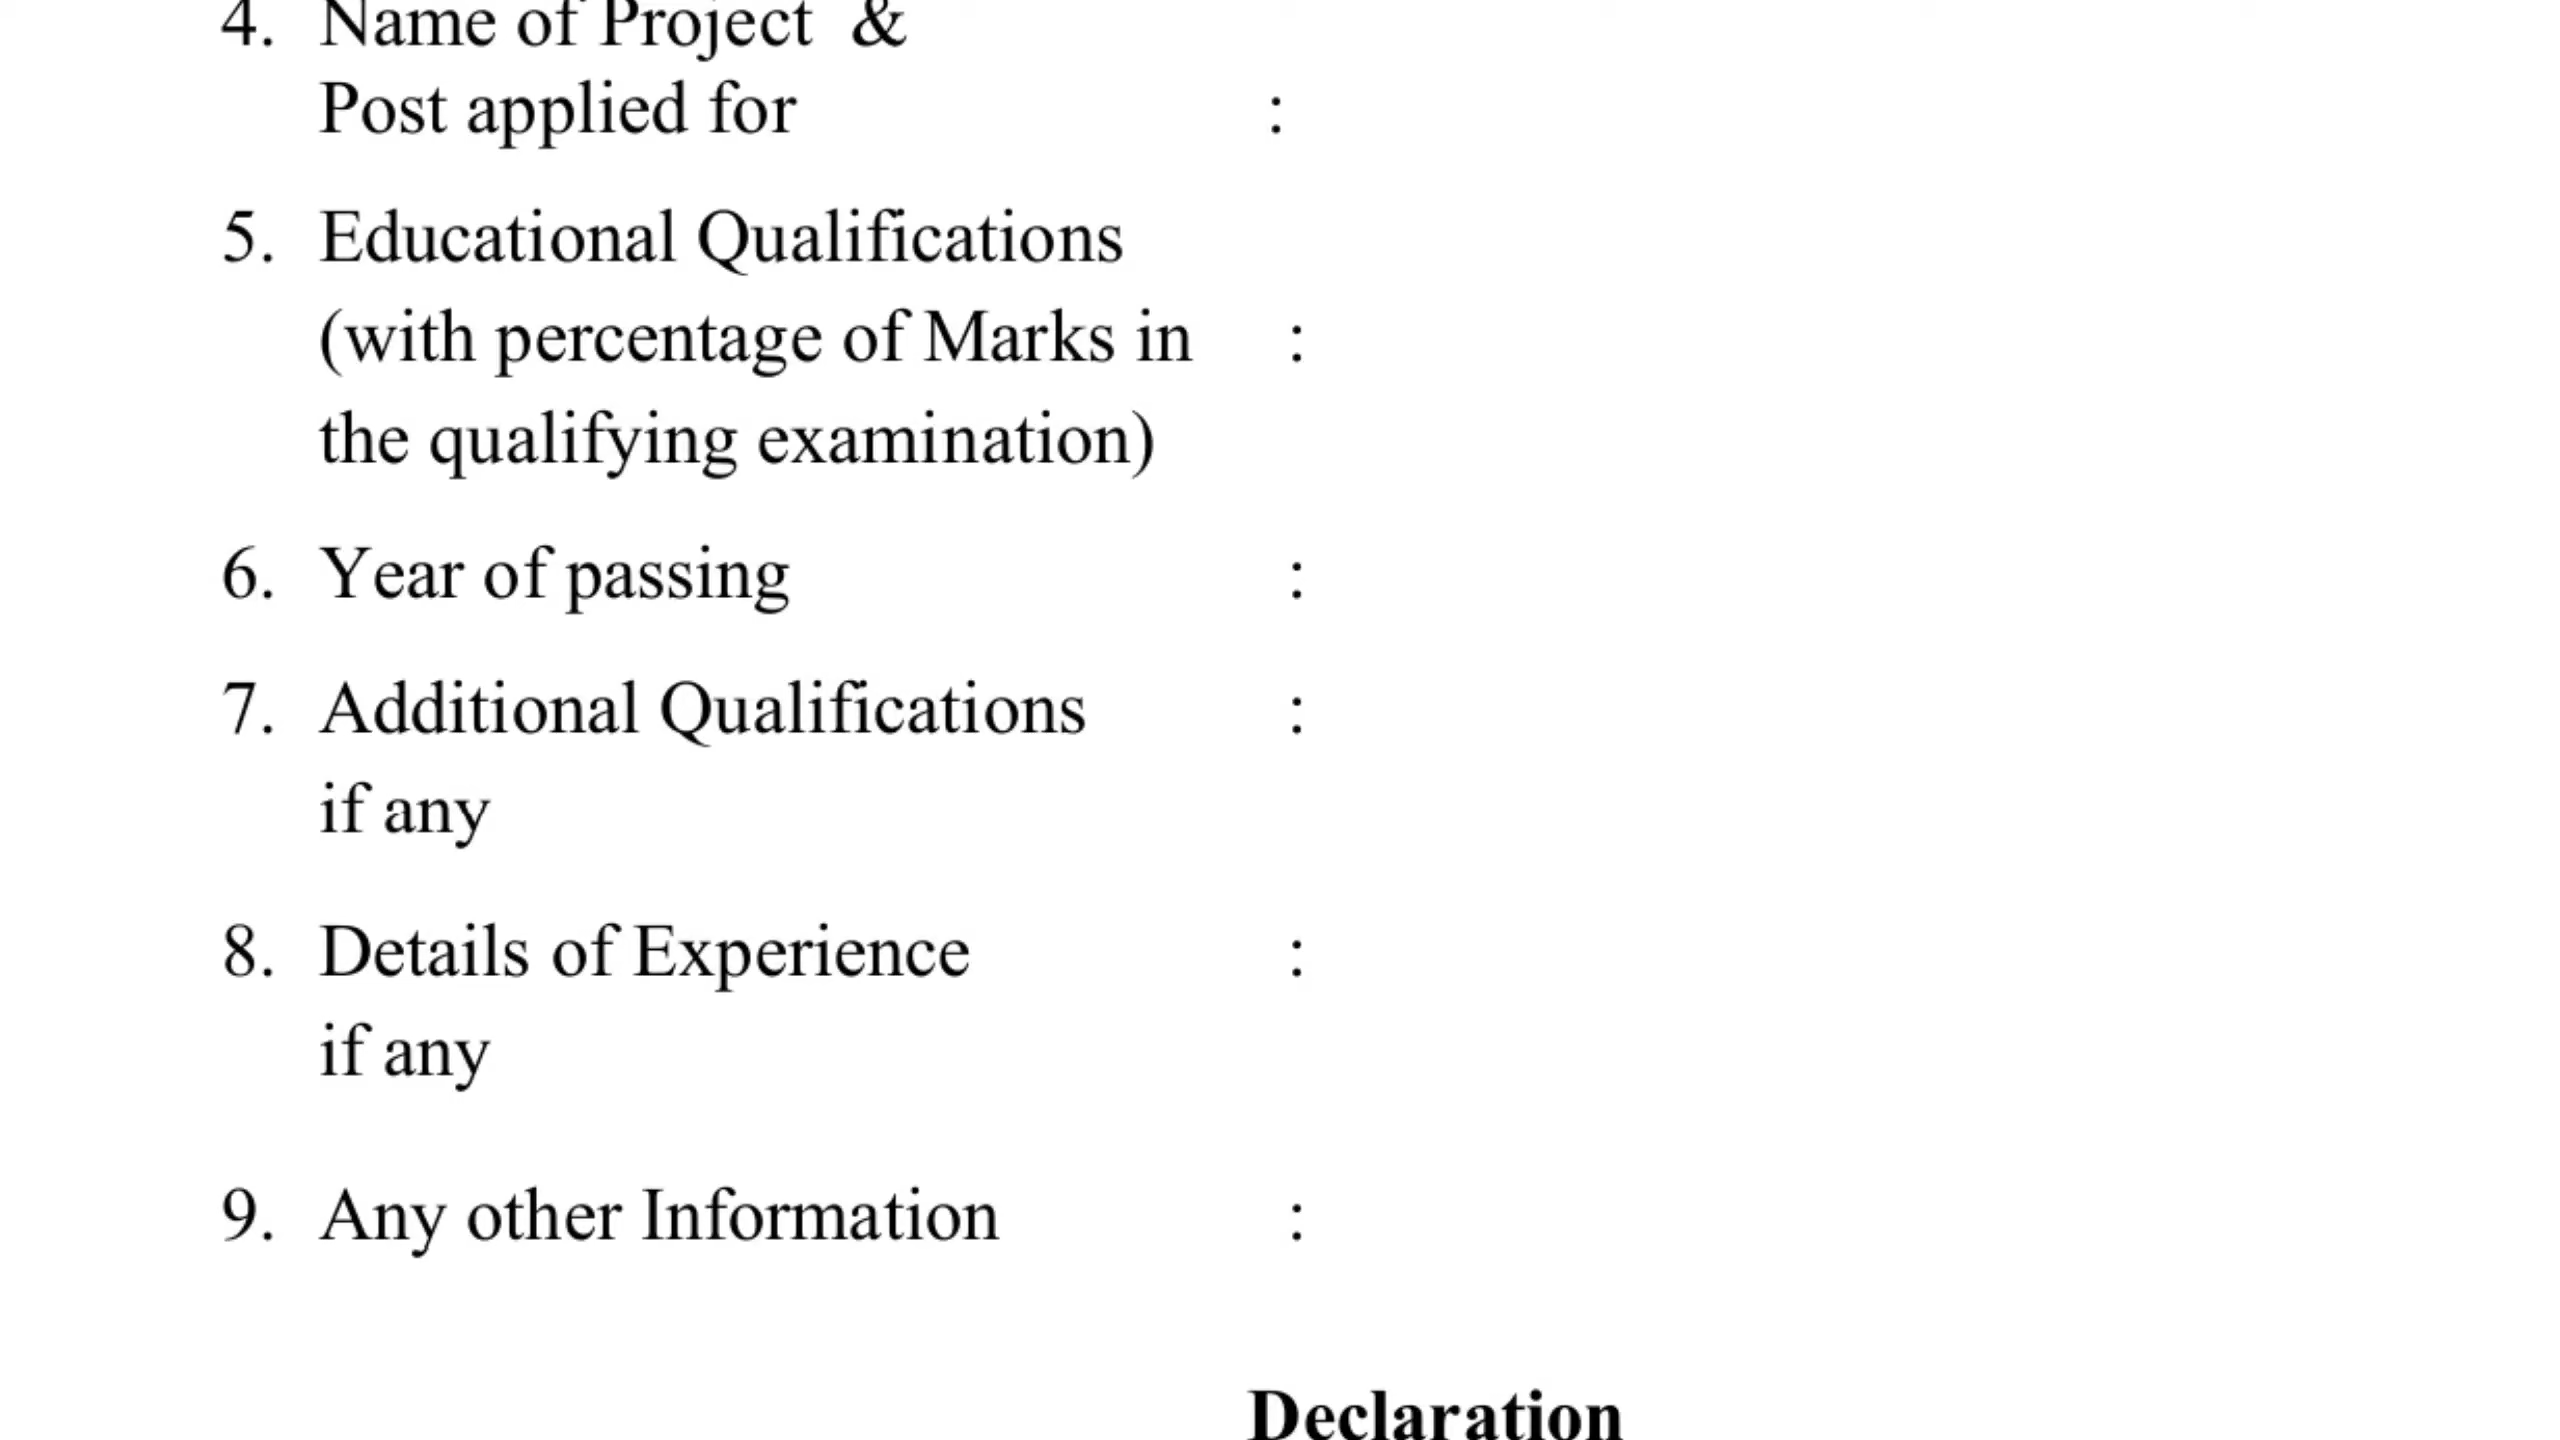 4. Name of Project &
Post applied for :
5. Educational Qualifications
(with percentage of Marks in :
the qualifying examination)
6. Year of passing :
7. Additional Qualifications :
if any
8. Details of Experience :
if any
9. Any other Information :
Declaration